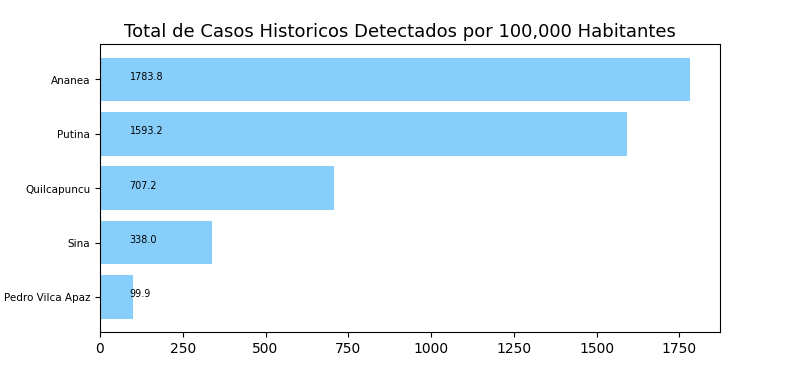 Total de Casos Historicos Detectados por 100,000 Habitantes
Ananea 1783.8
Putina 1593.2
Quilcapuncu 707.2
Sina 338.0
Pedro Vilca Apaz 99.9
0 250 500 750 1000 1250 1500 1750